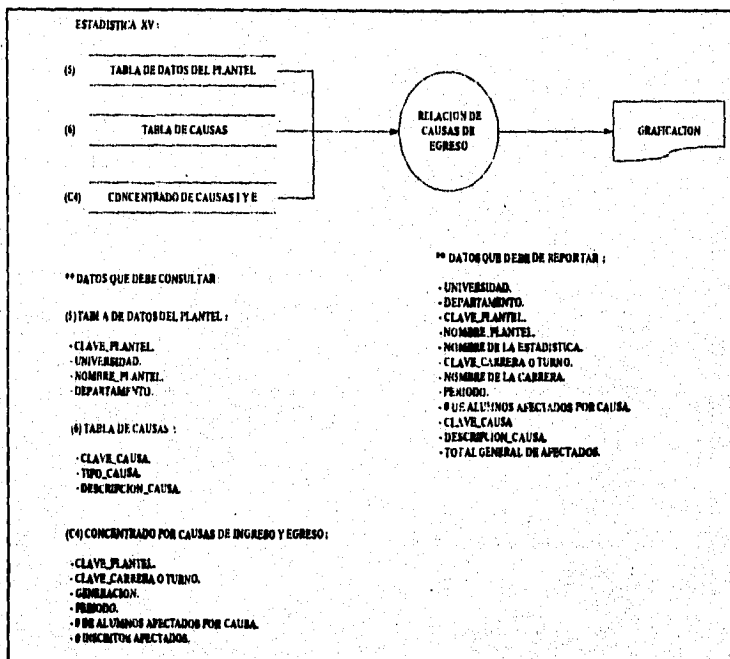 ESTADISTICA XV:
(5) TABLA DE DATOS DEL PLANTEL
(6) TABLA DE CAUSAS
(C4) CONCENTRADO DE CAUSAS I Y E
RELACION DE
CAUSAS DE
EGRESO
GRAFICACION
** DATOS QUE DEBE CONSULTAR
(5) TABLA DE DATOS DEL PLANTEL:
- CLAVE_PLANTEL.
- UNIVERSIDAD.
- NOMBRE_PLANTEL.
- DEPARTAMENTO.
(6) TABLA DE CAUSAS :
- CLAVE_CAUSA.
- TIPO_CAUSA.
- DESCRIPCION_CAUSA.
(C4) CONCENTRADO POR CAUSAS DE INGRESO Y EGRESO:
- CLAVE_PLANTEL.
- CLAVE_CARRERA O TURNO.
- GENERACION.
- PERIODO.
- # DE ALUMNOS AFECTADOS POR CAUSA.
- # INSCRITOS AFECTADOS.
** DATOS QUE DEBE DE REPORTAR :
- UNIVERSIDAD.
- DEPARTAMENTO.
- CLAVE_PLANTEL.
- NOMBRE_PLANTEL.
- NOMBRE DE LA ESTADISTICA.
- CLAVE_CARRERA O TURNO.
- NOMBRE DE LA CARRERA.
- PERIODO.
- # DE ALUMNOS AFECTADOS POR CAUSA.
- CLAVE_CAUSA
- DESCRIPCION_CAUSA.
- TOTAL GENERAL DE AFECTADOS.